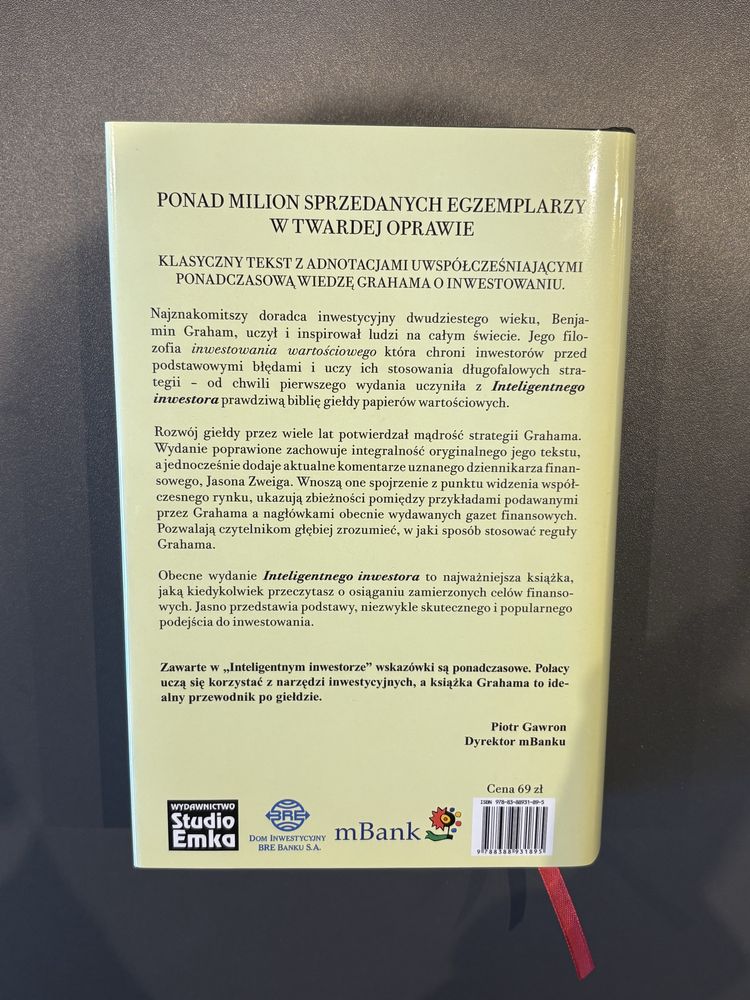 PONAD MILION SPRZEDANYCH EGZEMPLARZY
W TWARDEJ OPRAWIE
KLASYCZNY TEKST Z ADNOTACJAMI UWSPÓŁCZEŚNIAJĄCYMI
PONADCZASOWĄ WIEDZĘ GRAHAMA O INWESTOWANIU.
Najznakomitszy doradca inwestycyjny dwudziestego wieku, Benja-
min Graham, uczył i inspirował ludzi na całym świecie. Jego filo-
zofia inwestowania wartościowego która chroni inwestorów przed
podstawowymi błędami i uczy ich stosowania długofalowych stra-
tegii – od chwili pierwszego wydania uczyniła z Inteligentnego
inwestora prawdziwą biblię giełdy papierów wartościowych.
Rozwój giełdy przez wiele lat potwierdzał mądrość strategii Grahama.
Wydanie poprawione zachowuje integralność oryginalnego jego tekstu,
a jednocześnie dodaje aktualne komentarze uznanego dziennikarza finan-
sowego, Jasona Zweiga. Wnoszą one spojrzenie z punktu widzenia współ-
czesnego rynku, ukazują zbieżności pomiędzy przykładami podawanymi
przez Grahama a nagłówkami obecnie wydawanych gazet finansowych.
Pozwalają czytelnikom głębiej zrozumieć, w jaki sposób stosować reguły
Grahama.
Obecne wydanie Inteligentnego inwestora to najważniejsza książka,
jaką kiedykolwiek przeczytasz o osiąganiu zamierzonych celów finanso-
wych. Jasno przedstawia podstawy, niezwykle skutecznego i popularnego
podejścia do inwestowania.
Zawarte w „Inteligentnym inwestorze” wskazówki są ponadczasowe. Polacy
uczą się korzystać z narzędzi inwestycyjnych, a książka Grahama to ide-
alny przewodnik po giełdzie.
Piotr Gawron
Dyrektor mBanku
Cena 69 zł
WYDAWNICTWO
Studio
Emka
BRE
DOM INWESTYCYJNY
BRE BANKU S.A.
mBank
ISBN 978-83-88931-89-5
9 788388 931895